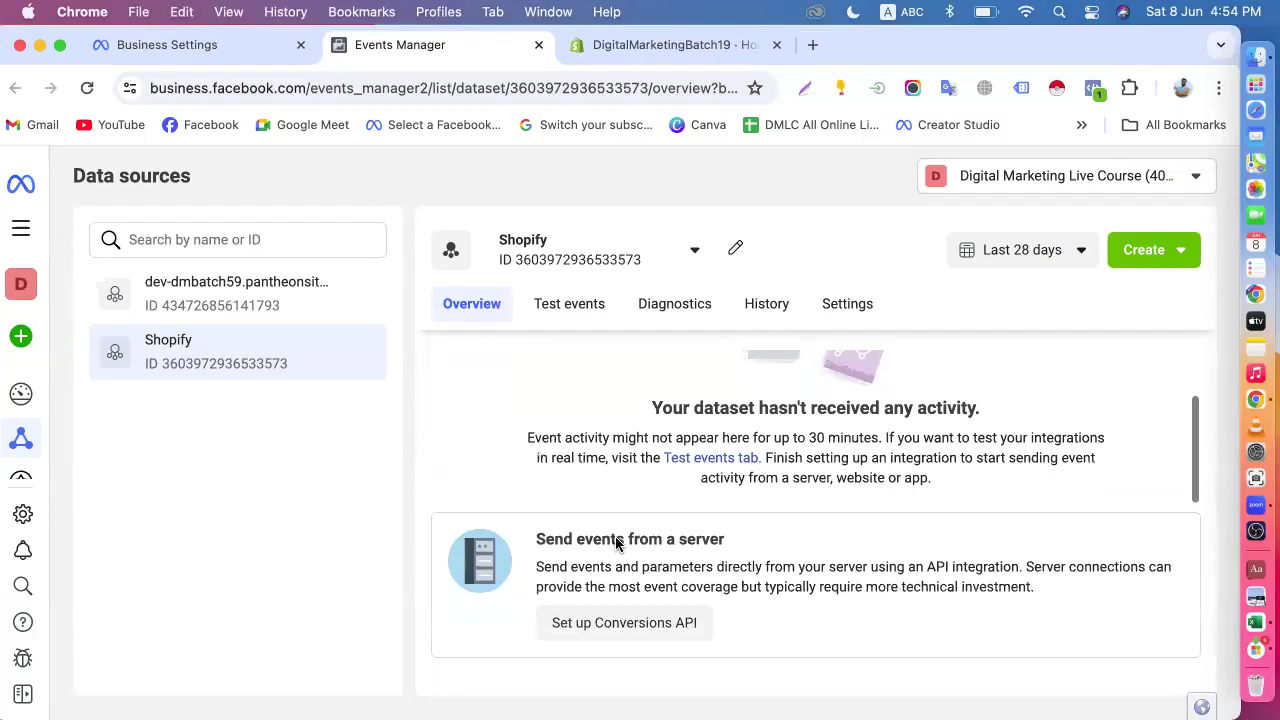 Chrome File Edit View History Bookmarks Profiles Tab Window Help A ABC Sat 8 Jun 4:54 PM
Business Settings Events Manager DigitalMarketingBatch19 · Ho
business.facebook.com/events_manager2/list/dataset/3603972936533573/overview?b... 1
Gmail YouTube Facebook Google Meet Select a Facebook... Switch your subsc... Canva DMLC All Online Li... Creator Studio » All Bookmarks
Data sources
D Digital Marketing Live Course (40...
Search by name or ID
dev-dmbatch59.pantheonsit...
ID 434726856141793
Shopify
ID 3603972936533573
D
Shopify
ID 3603972936533573
Last 28 days
Create
Overview Test events Diagnostics History Settings
Your dataset hasn't received any activity.
Event activity might not appear here for up to 30 minutes. If you want to test your integrations
in real time, visit the Test events tab. Finish setting up an integration to start sending event
activity from a server, website or app.
Send events from a server
Send events and parameters directly from your server using an API integration. Server connections can
provide the most event coverage but typically require more technical investment.
Set up Conversions API
JUN
8
tv
zoom
Aa